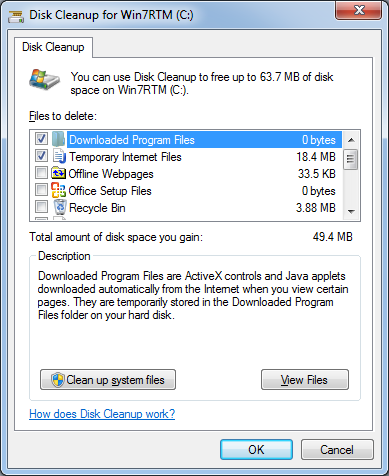 Disk Cleanup for Win7RTM (C:)
Disk Cleanup
You can use Disk Cleanup to free up to 63.7 MB of disk
space on Win7RTM (C:).
Files to delete:
Downloaded Program Files 0 bytes
Temporary Internet Files 18.4 MB
Offline Webpages 33.5 KB
Office Setup Files 0 bytes
Recycle Bin 3.88 MB
Total amount of disk space you gain: 49.4 MB
Description
Downloaded Program Files are ActiveX controls and Java applets
downloaded automatically from the Internet when you view certain
pages. They are temporarily stored in the Downloaded Program
Files folder on your hard disk.
Clean up system files
View Files
How does Disk Cleanup work?
OK
Cancel